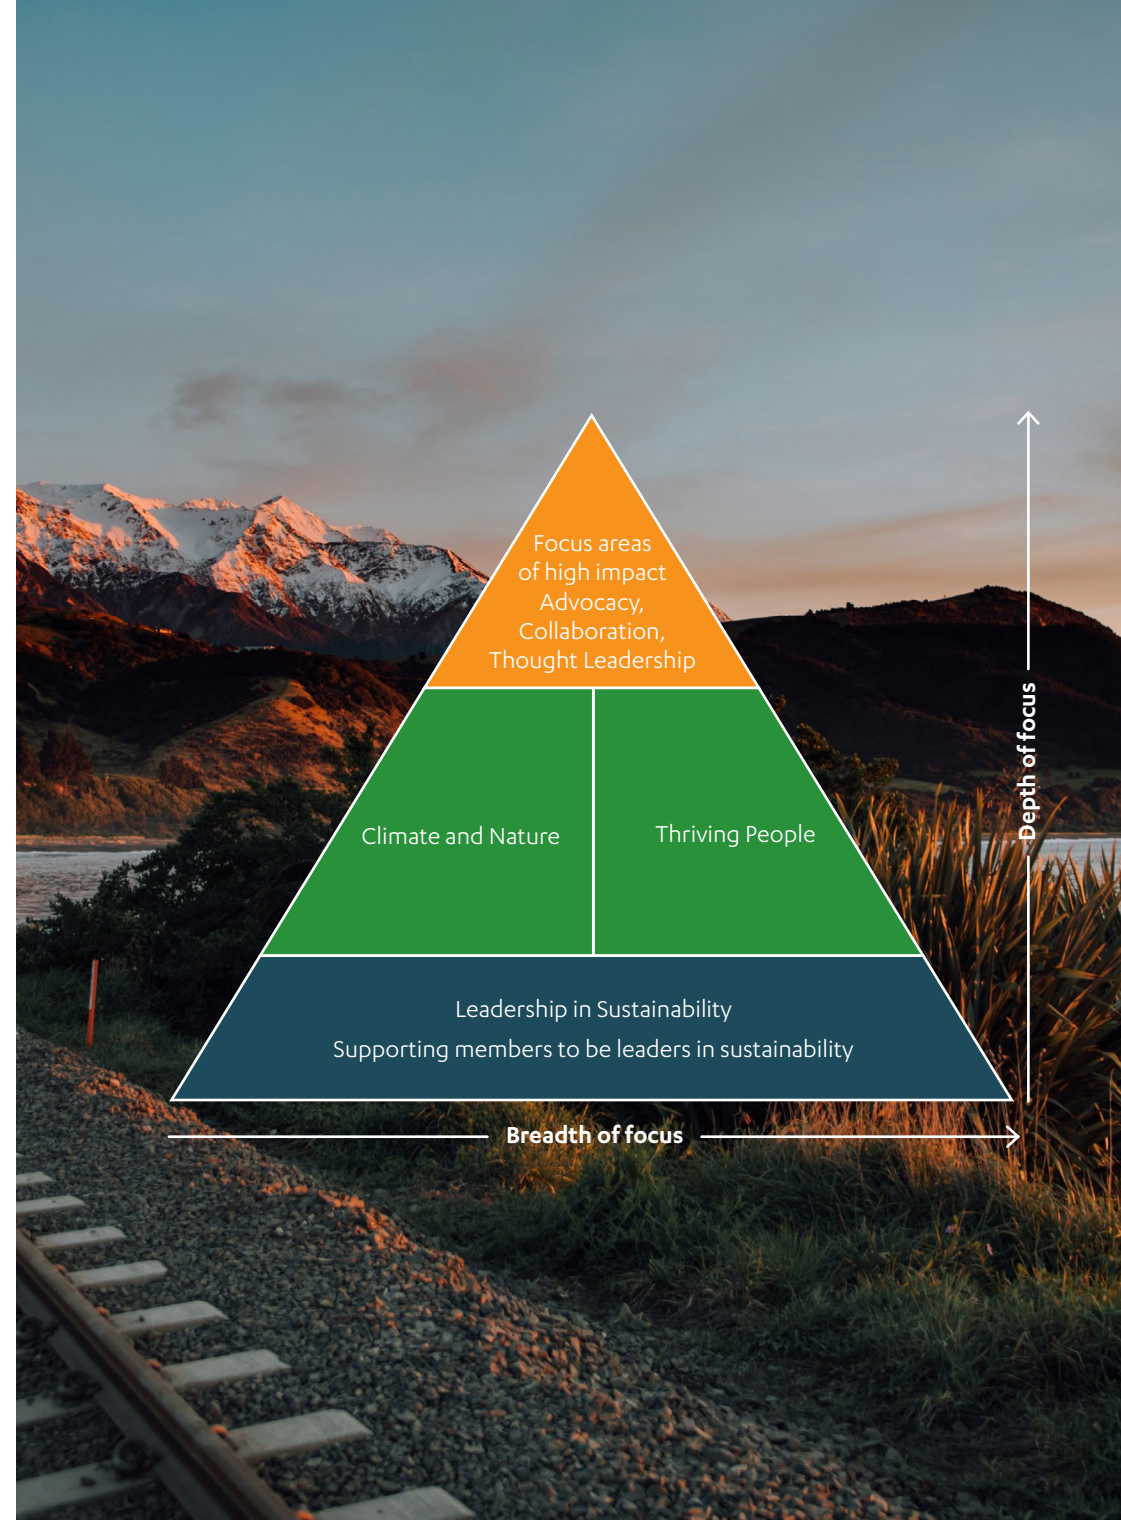 Focus areas
of high impact
Advocacy,
Collaboration,
Thought Leadership
Climate and Nature
Thriving People
Leadership in Sustainability
Supporting members to be leaders in sustainability
Breadth of focus
Depth of focus